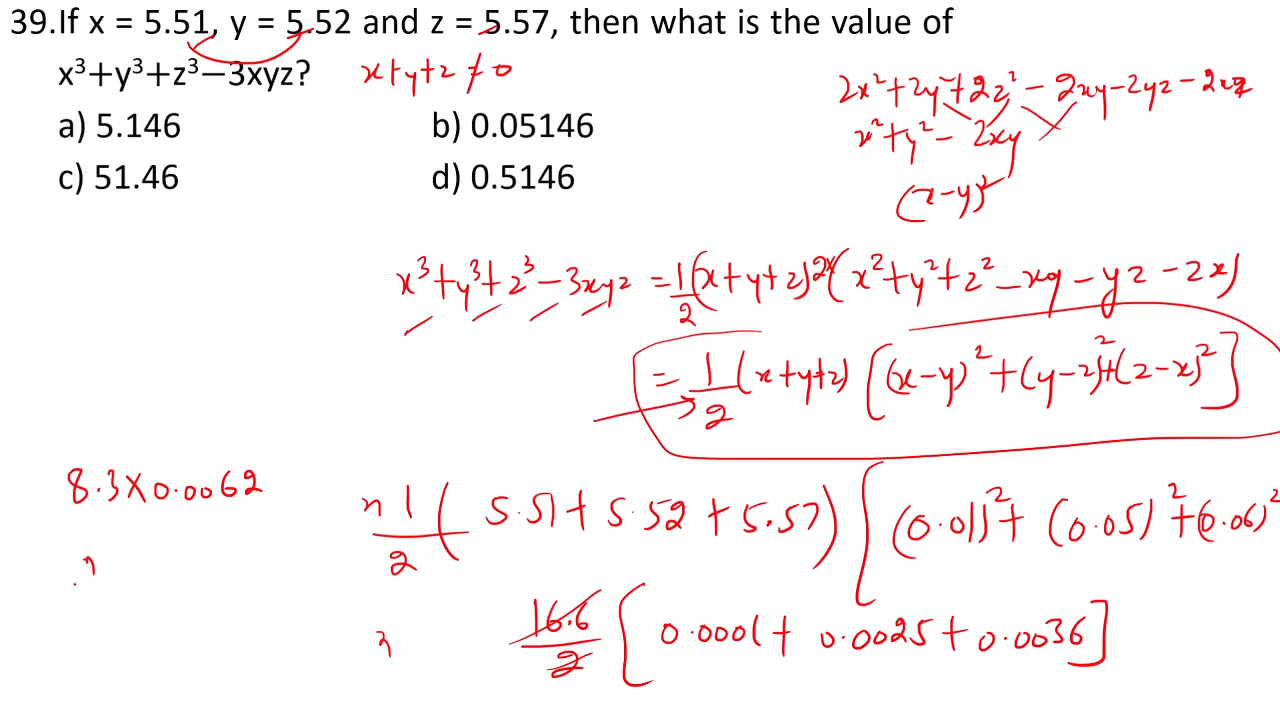 39.If x = 5.51, y = 5.52 and z = 5.57, then what is the value of
x³+y³+z³−3xyz? x+y+z ≠ 0
2x²+2y²+2z² − 2xy−2yz−2xz
a) 5.146 b) 0.05146
x²+y²− 2xy
c) 51.46 d) 0.5146
(x−y)²
x³+y³+z³−3xyz = 1/2 (x+y+z) 2x (x²+y²+z² −xy − yz − zx)
= 1/2 (x+y+z) [(x−y)²+(y−z)²+(z−x)²]
8.3×0.0062
1/2 ( 5.51+ 5.52 + 5.57) [(0.01)²+ (0.05)²+(0.06)²
16.6/2 [ 0.0001+ 0.0025+0.0036]